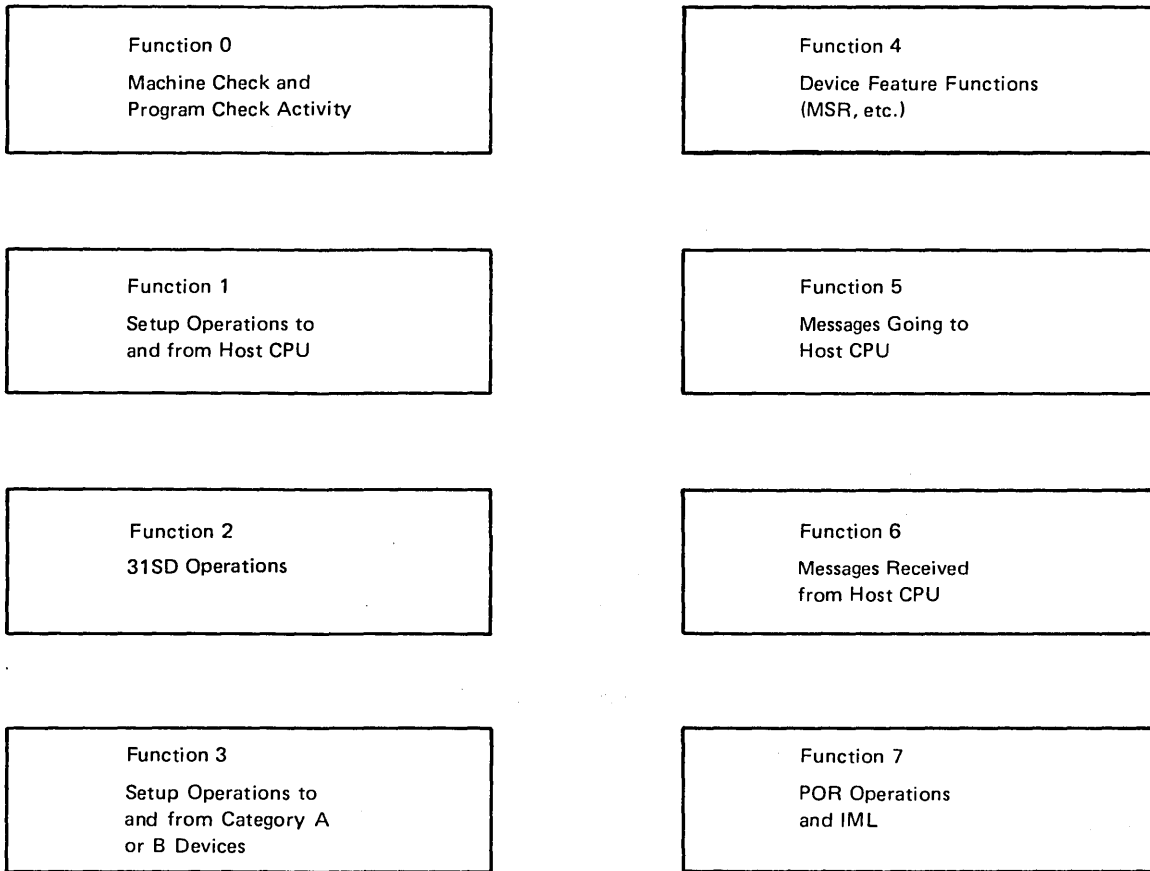 Function 0
Machine Check and
Program Check Activity
Function 1
Setup Operations to
and from Host CPU
Function 2
31SD Operations
Function 3
Setup Operations to
and from Category A
or B Devices
Function 4
Device Feature Functions
(MSR, etc.)
Function 5
Messages Going to
Host CPU
Function 6
Messages Received
from Host CPU
Function 7
POR Operations
and IML